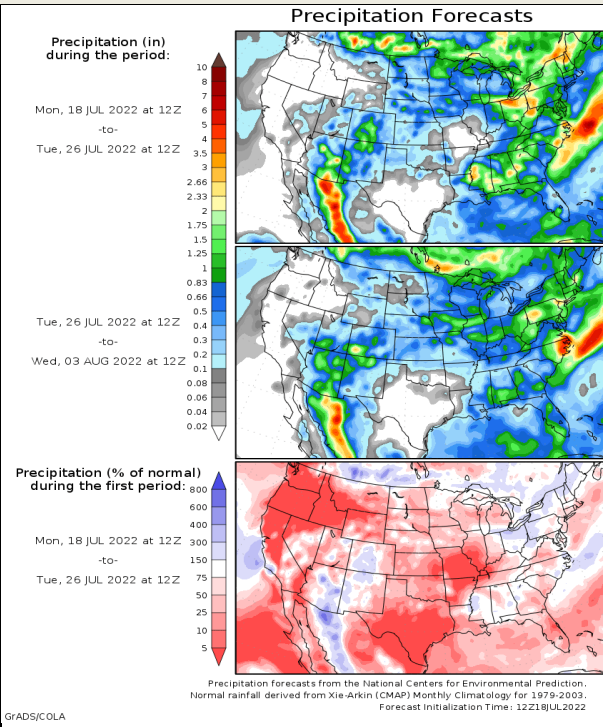 Precipitation Forecasts
Precipitation (in)
during the period:
Mon, 18 JUL 2022 at 12Z
-to-
Tue, 26 JUL 2022 at 12Z
10
8
7
6
5
4
3.5
3
2.66
2.33
2
1.75
1.5
1.25
1
0.83
0.66
0.5
0.4
0.3
0.2
0.1
0.08
0.06
0.04
0.02
Tue, 26 JUL 2022 at 12Z
-to-
Wed, 03 AUG 2022 at 12Z
Precipitation (% of normal)
during the first period:
Mon, 18 JUL 2022 at 12Z
-to-
Tue, 26 JUL 2022 at 12Z
800
600
400
300
150
75
50
25
10
5
Precipitation forecasts from the National Centers for Environmental Prediction.
Normal rainfall derived from Xie-Arkin (CMAP) Monthly Climatology for 1979-2003.
Forecast Initialization Time: 12Z18JUL2022
GrADS/COLA